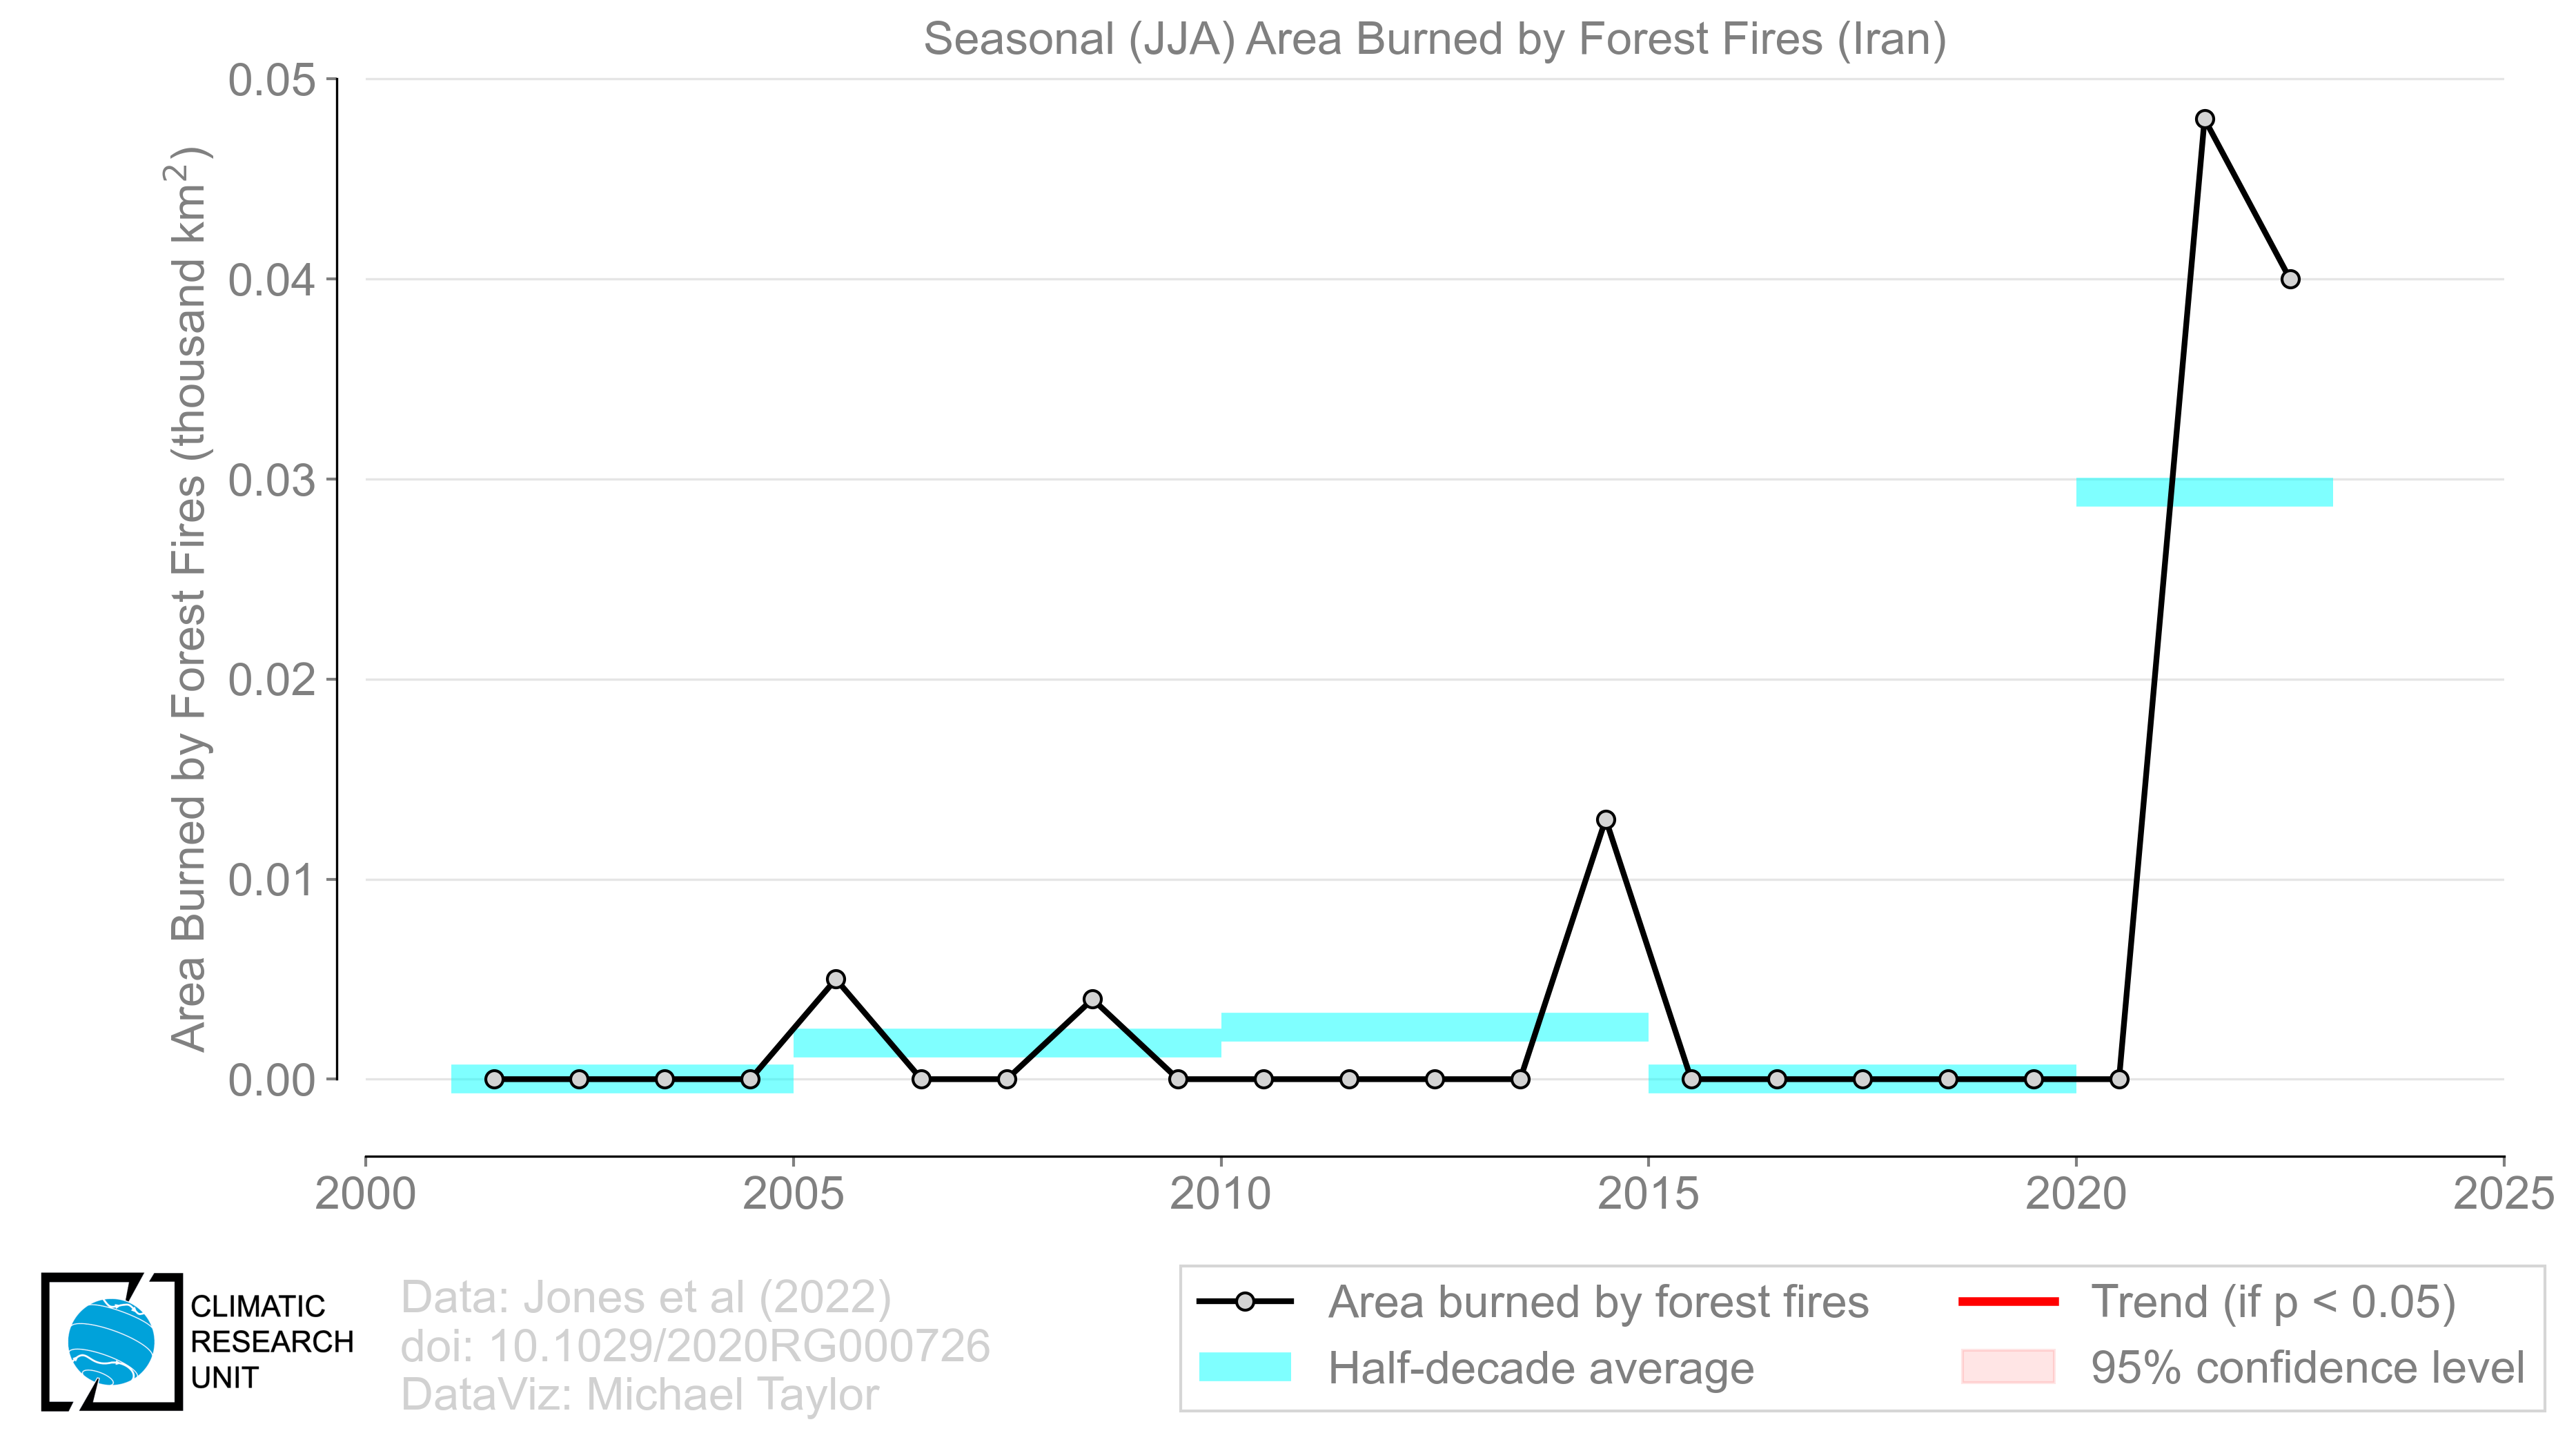 Seasonal (JJA) Area Burned by Forest Fires (Iran)
Area Burned by Forest Fires (thousand km²)
0.05
0.04
0.03
0.02
0.01
0.00
2000 2005 2010 2015 2020 2025
CLIMATIC
RESEARCH
UNIT
Data: Jones et al (2022)
doi: 10.1029/2020RG000726
DataViz: Michael Taylor
Area burned by forest fires
Half-decade average
Trend (if p < 0.05)
95% confidence level